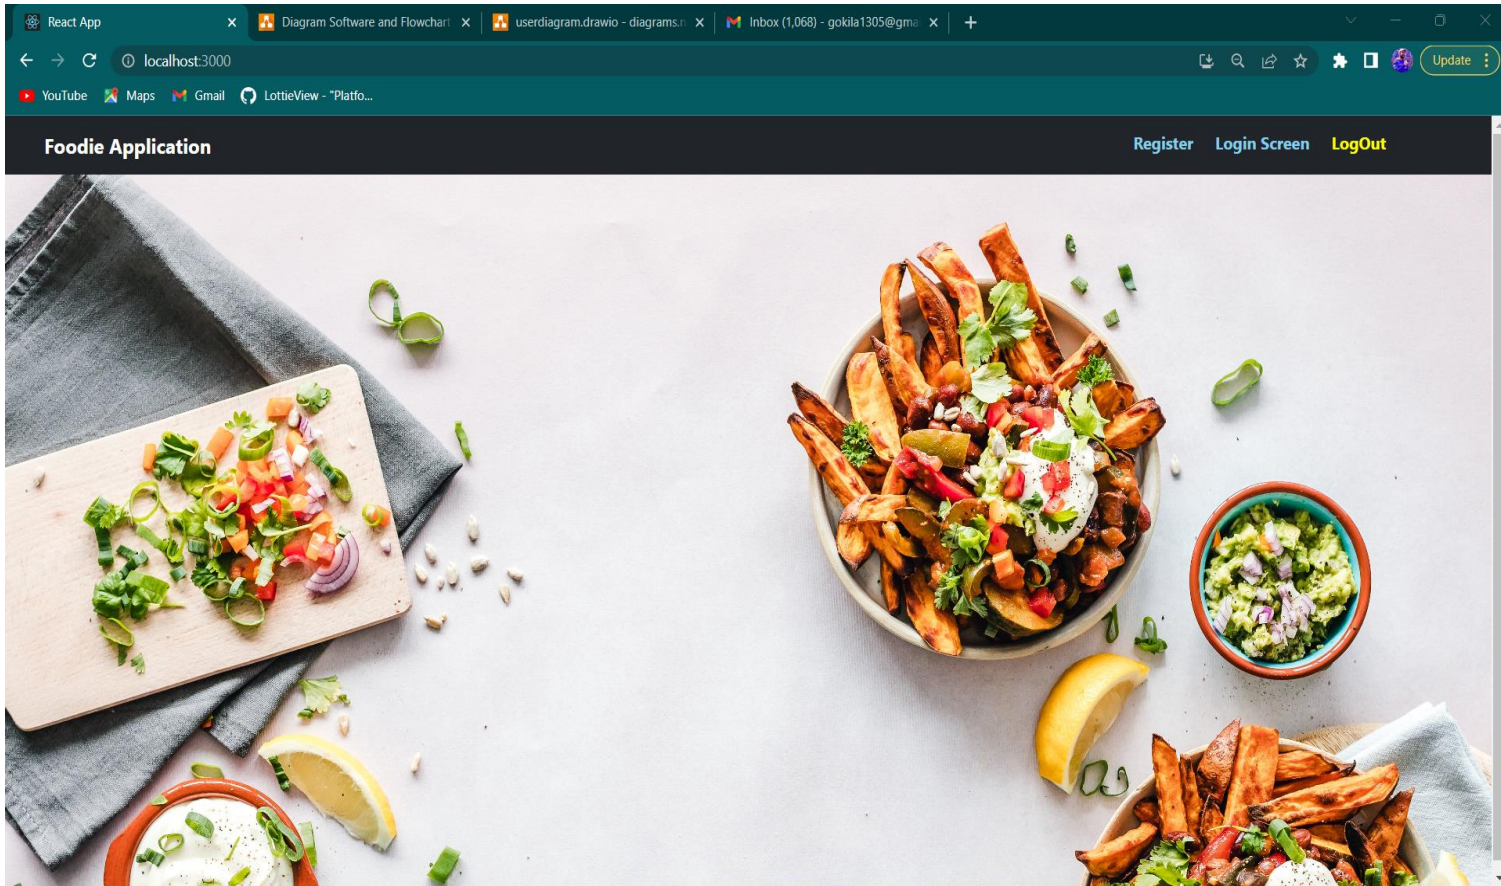 React App
Diagram Software and Flowchart
userdiagram.drawio - diagrams.n
Inbox (1,068) - gokila1305@gma
localhost:3000
Update
YouTube
Maps
Gmail
LottieView - "Platfo...
Foodie Application
Register
Login Screen
LogOut